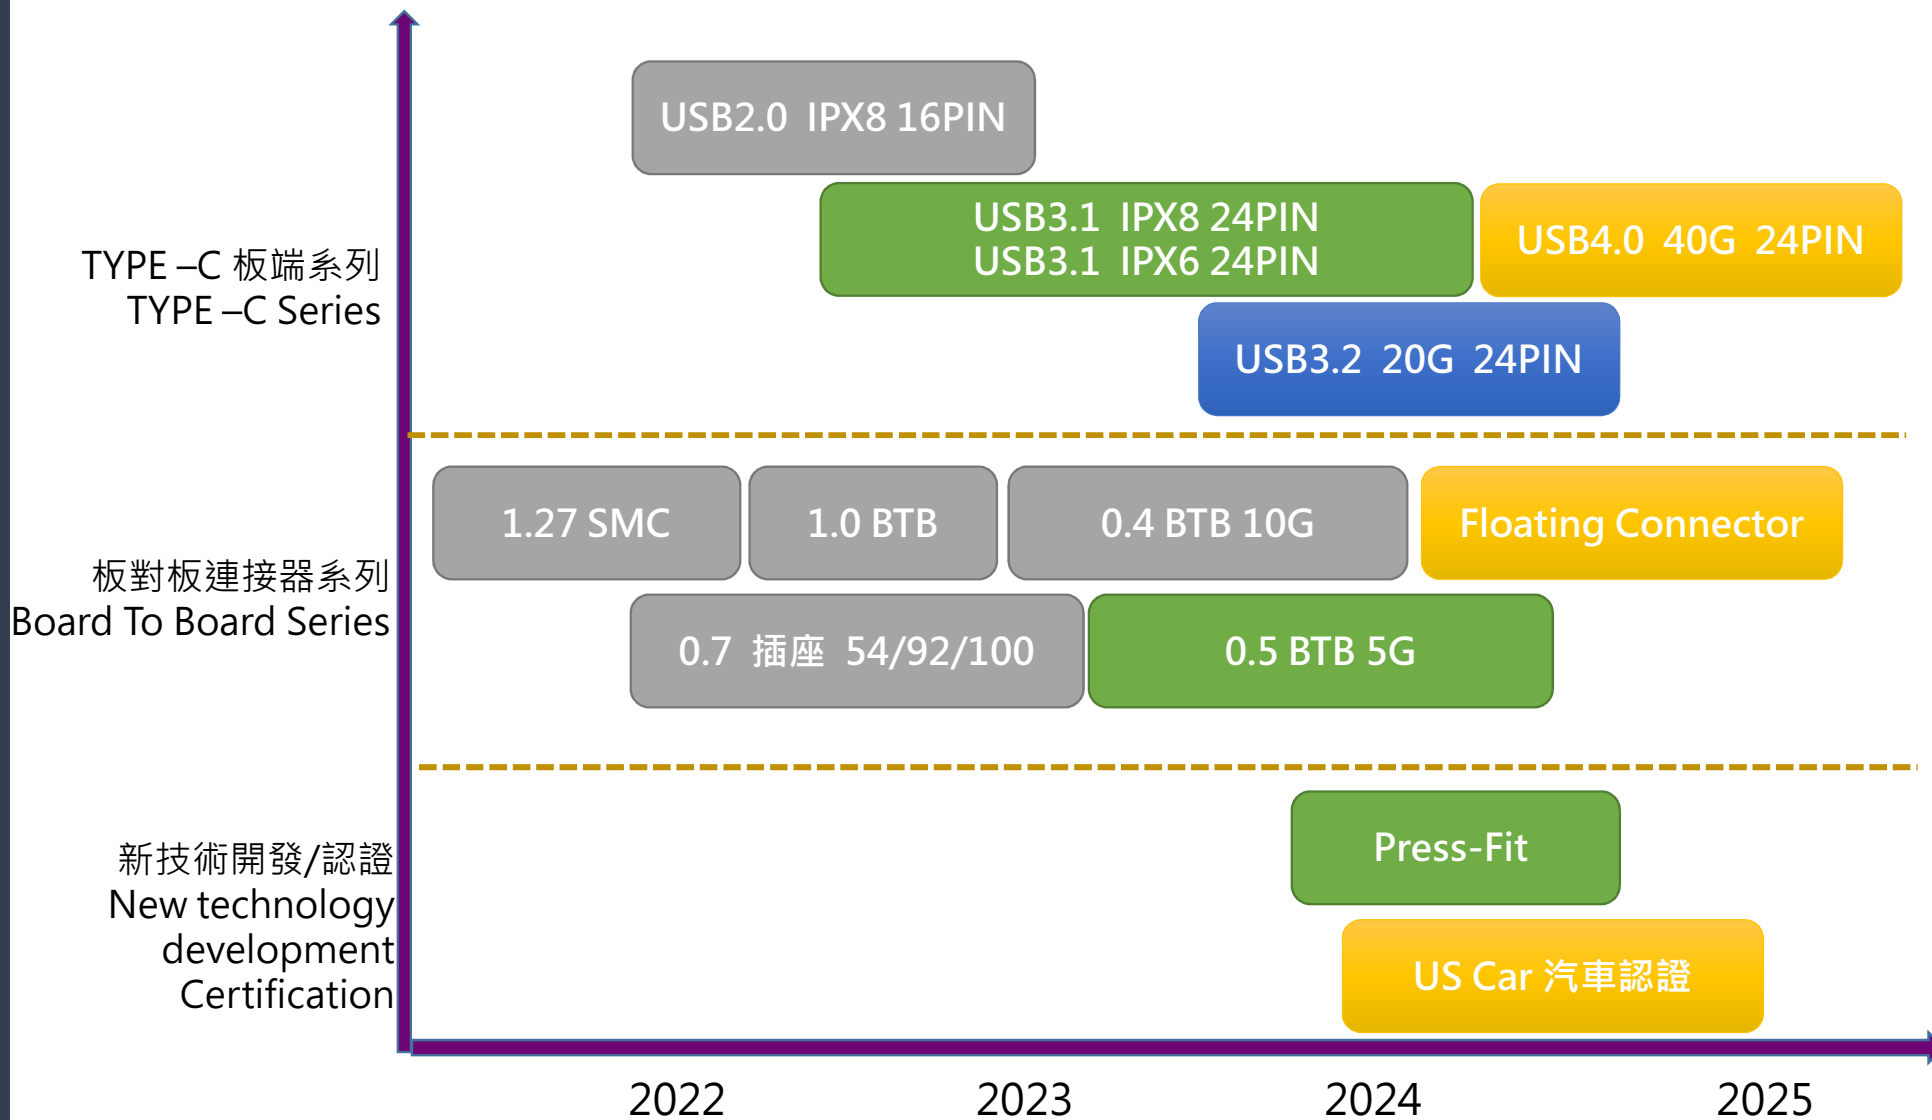 USB2.0 IPX8 16PIN
USB3.1 IPX8 24PIN
USB3.1 IPX6 24PIN
USB4.0 40G 24PIN
TYPE –C 板端系列
TYPE –C Series
USB3.2 20G 24PIN
1.27 SMC
1.0 BTB
0.4 BTB 10G
Floating Connector
板對板連接器系列
Board To Board Series
0.7 插座 54/92/100
0.5 BTB 5G
Press-Fit
新技術開發/認證
New technology
development
Certification
US Car 汽車認證
2022
2023
2024
2025